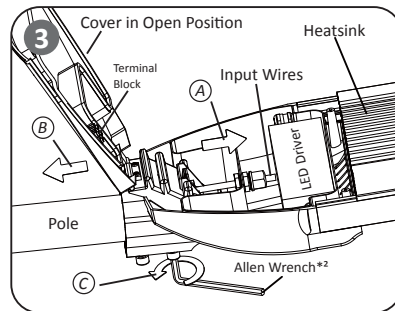 3
Cover in Open Position
Heatsink
Terminal
Block
A
Input Wires
B
LED Driver
Pole
C
Allen Wrench*²